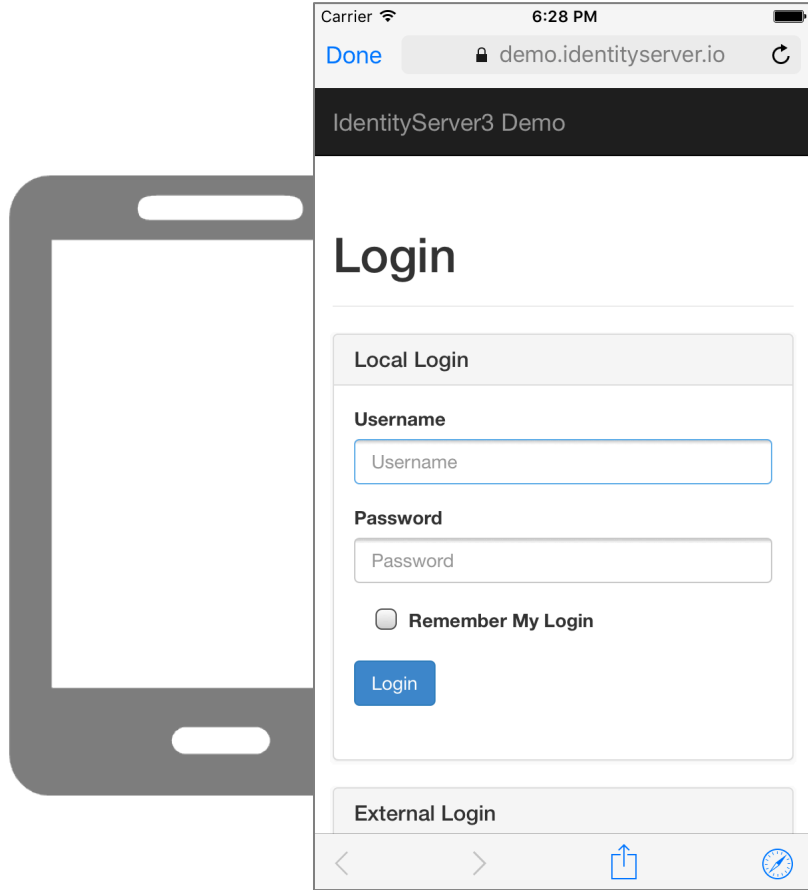 Carrier 6:28 PM
Done demo.identityserver.io
IdentityServer3 Demo
Login
Local Login
Username
Username
Password
Password
Remember My Login
Login
External Login